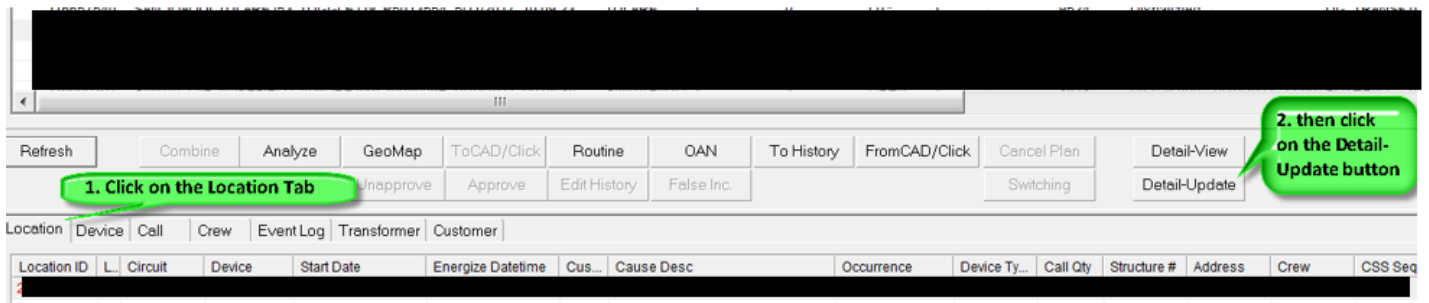 2. then click
on the Detail-
Update button
Refresh Combine Analyze GeoMap ToCAD/Click Routine OAN To History FromCAD/Click Cancel Plan Detail-View
1. Click on the Location Tab Unapprove Approve Edit History False Inc. Switching Detail-Update
Location Device Call Crew Event Log Transformer Customer
Location ID L.. Circuit Device Start Date Energize Datetime Cus... Cause Desc Occurrence Device Ty... Call Qty Structure # Address Crew CSS Seq